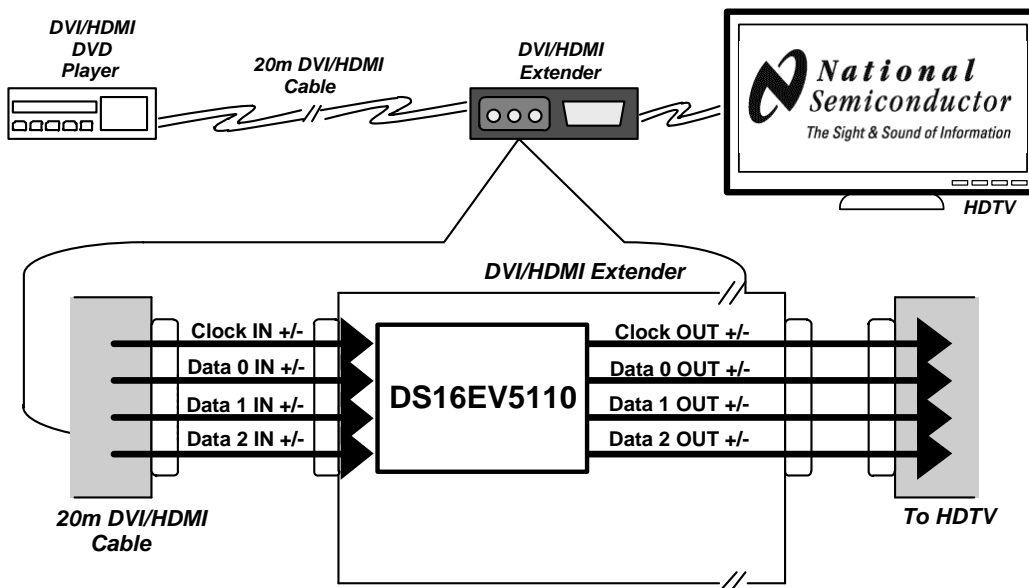 DVI/HDMI
DVD
Player
20m DVI/HDMI
Cable
DVI/HDMI
Extender
National
Semiconductor
The Sight & Sound of Information
HDTV
DVI/HDMI Extender
Clock IN +/-
Data 0 IN +/-
Data 1 IN +/-
Data 2 IN +/-
DS16EV5110
Clock OUT +/-
Data 0 OUT +/-
Data 1 OUT +/-
Data 2 OUT +/-
20m DVI/HDMI
Cable
To HDTV